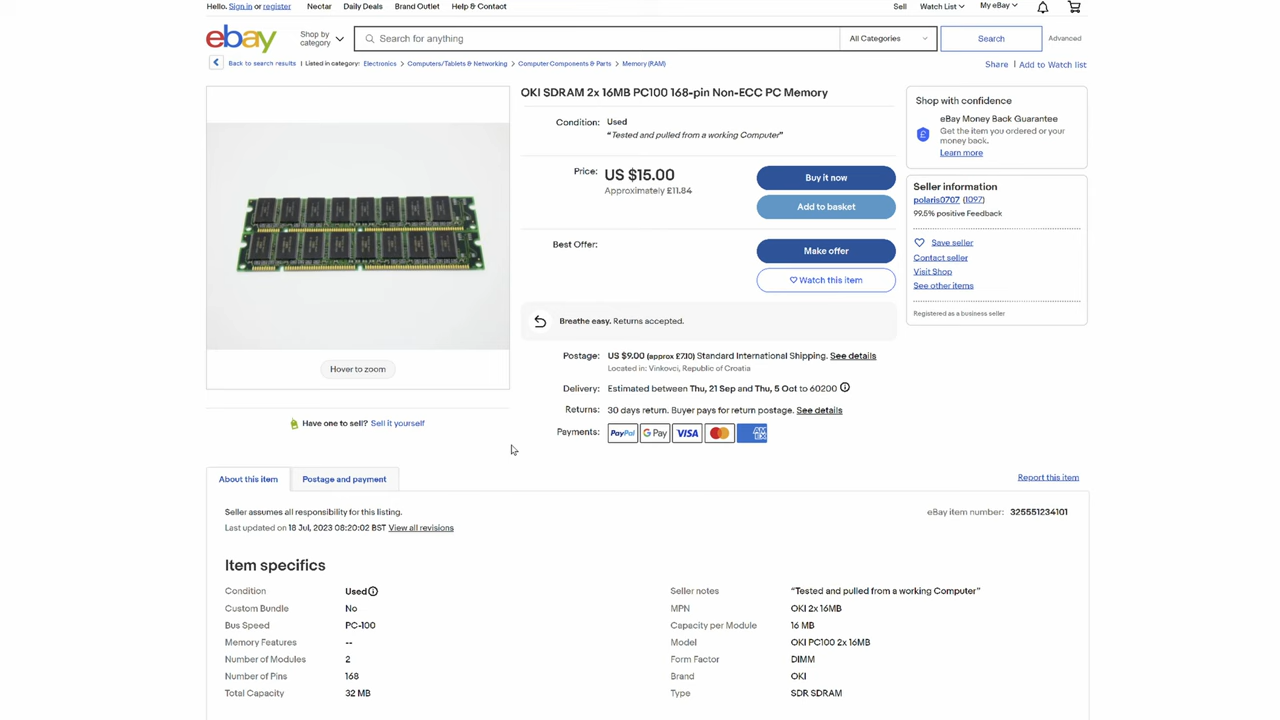 Hello. Sign in or register Nectar Daily Deals Brand Outlet Help & Contact Sell Watch List My eBay
ebay Shop by category Search for anything All Categories Search Advanced
Back to search results | Listed in category: Electronics > Computers/Tablets & Networking > Computer Components & Parts > Memory (RAM) Share | Add to Watch list
OKI SDRAM 2x 16MB PC100 168-pin Non-ECC PC Memory
Condition: Used
"Tested and pulled from a working Computer"
Price: US $15.00
Approximately £11.84
Buy it now
Add to basket
Best Offer:
Make offer
Watch this item
Breathe easy. Returns accepted.
Postage: US $9.00 (approx £7.10) Standard International Shipping. See details
Located in: Vinkovci, Republic of Croatia
Delivery: Estimated between Thu, 21 Sep and Thu, 5 Oct to 60200
Returns: 30 days return. Buyer pays for return postage. See details
Payments: PayPal G Pay VISA AMEX
Hover to zoom
Have one to sell? Sell it yourself
Shop with confidence
eBay Money Back Guarantee
Get the item you ordered or your
money back.
Learn more
Seller information
polaris0707 (1097)
99.5% positive Feedback
Save seller
Contact seller
Visit Shop
See other items
Registered as a business seller
About this item Postage and payment Report this item
Seller assumes all responsibility for this listing. eBay item number: 325551234101
Last updated on 18 Jul, 2023 08:20:02 BST View all revisions
Item specifics
Condition Used Seller notes "Tested and pulled from a working Computer"
Custom Bundle No MPN OKI 2x 16MB
Bus Speed PC-100 Capacity per Module 16 MB
Memory Features -- Model OKI PC100 2x 16MB
Number of Modules 2 Form Factor DIMM
Number of Pins 168 Brand OKI
Total Capacity 32 MB Type SDR SDRAM